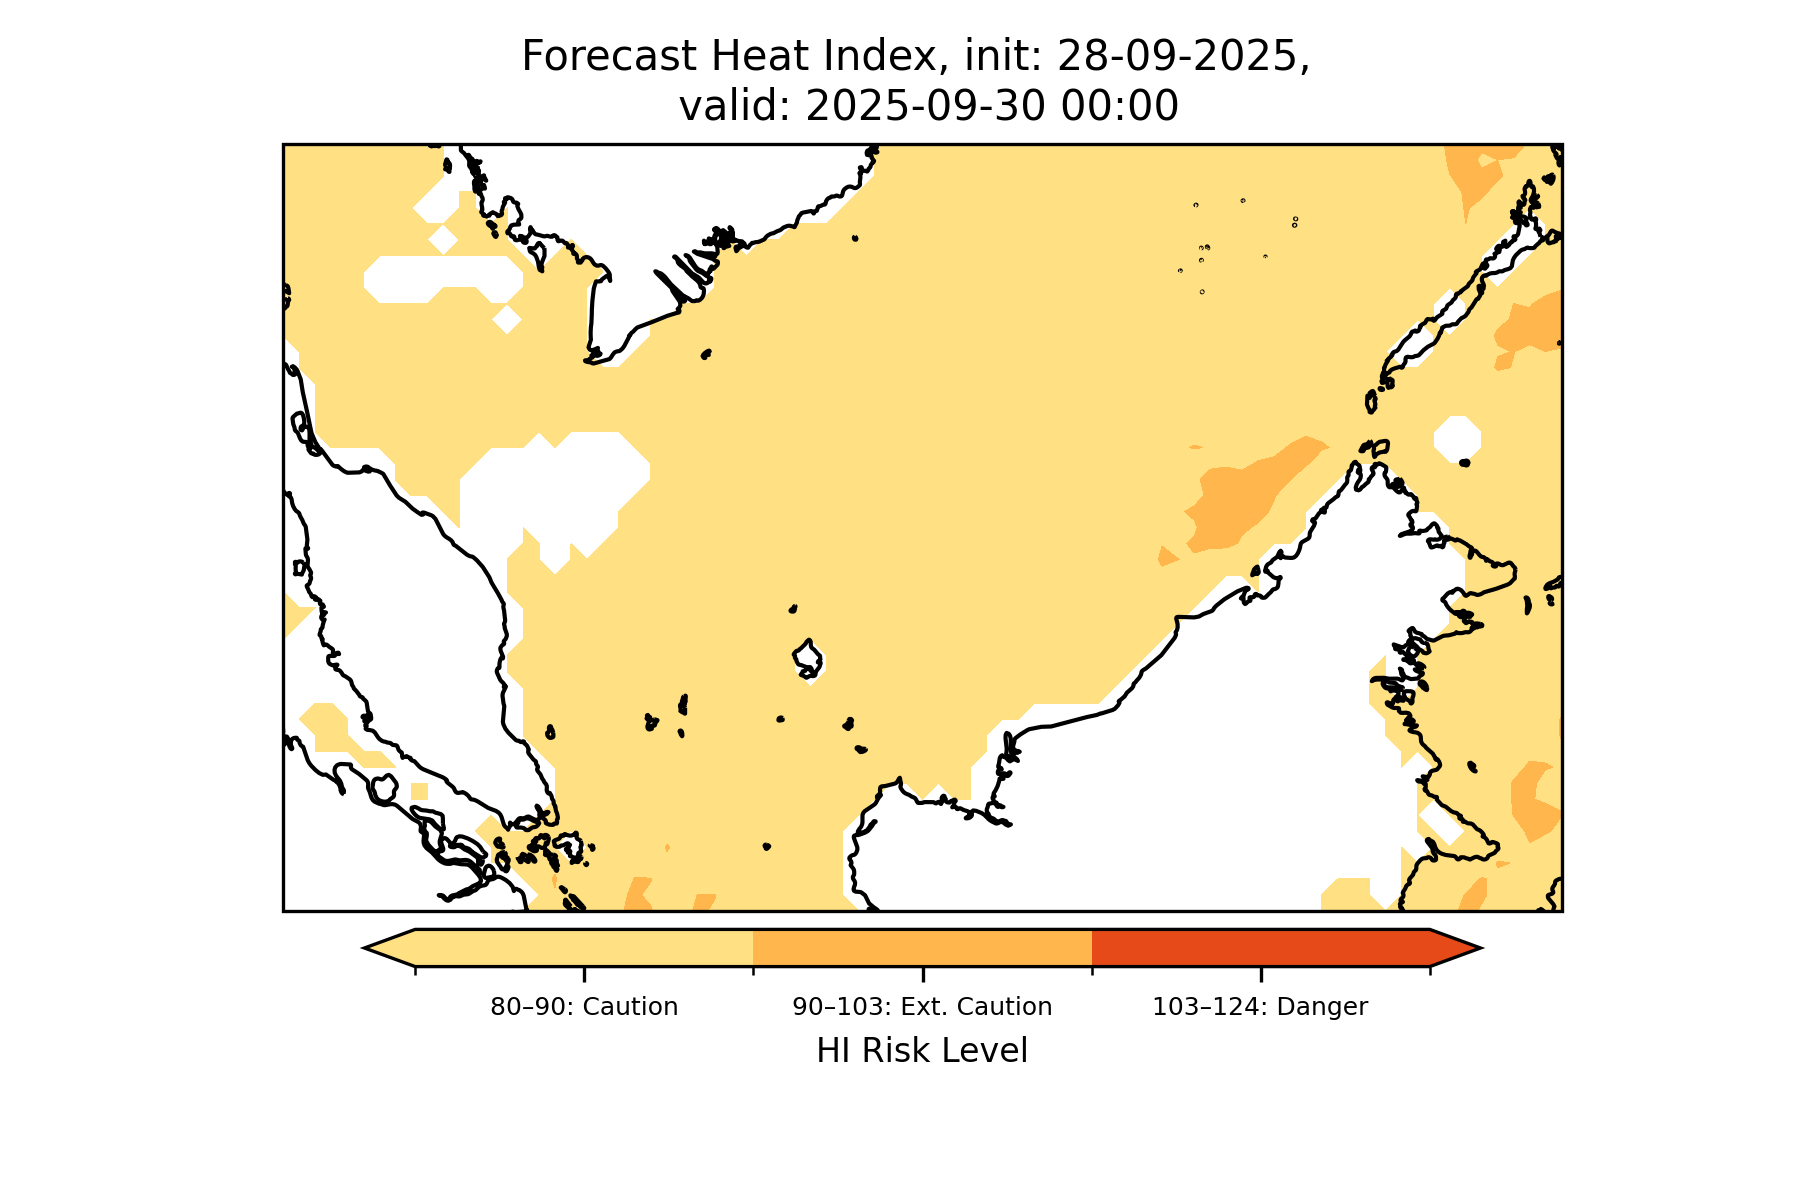 Forecast Heat Index, init: 28-09-2025,
valid: 2025-09-30 00:00
80–90: Caution
90–103: Ext. Caution
103–124: Danger
HI Risk Level